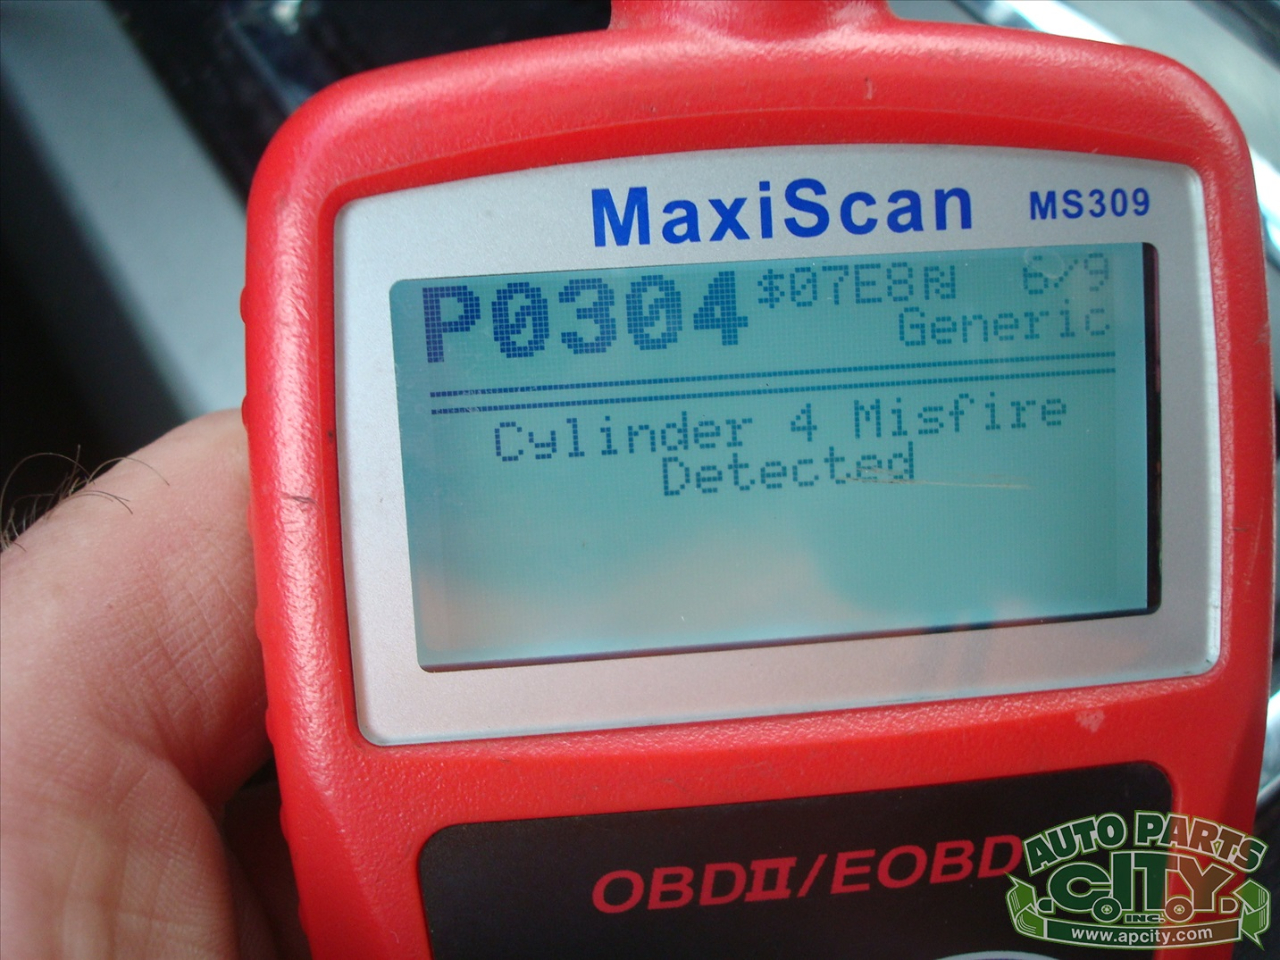 MaxiScan MS309
P0304 $07E8 6/9
Generic
Cylinder 4 Misfire
Detected
OBDII/EOBD
AUTO PARTS
C.I.T.Y.
INC.
www.apcity.com